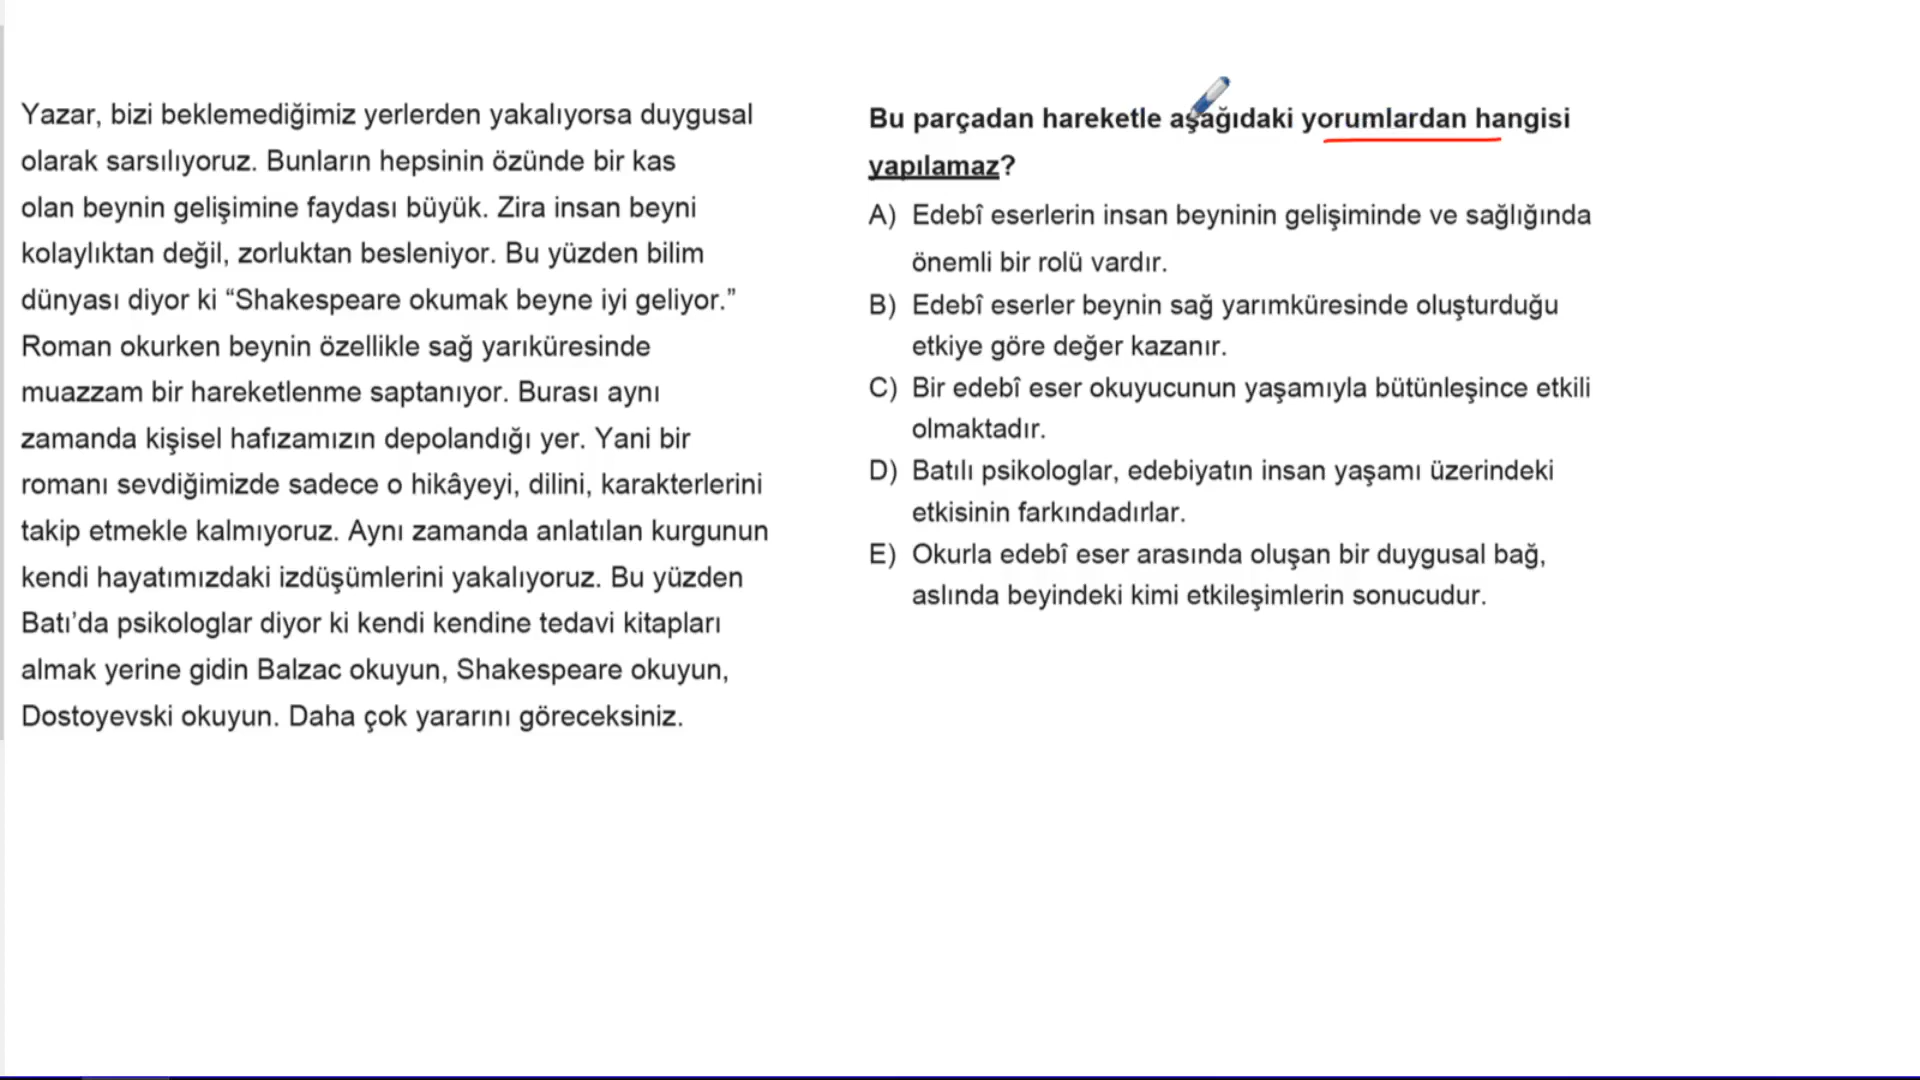 Yazar, bizi beklemediğimiz yerlerden yakalıyorsa duygusal
olarak sarsılıyoruz. Bunların hepsinin özünde bir kas
olan beynin gelişimine faydası büyük. Zira insan beyni
kolaylıktan değil, zorluktan besleniyor. Bu yüzden bilim
dünyası diyor ki “Shakespeare okumak beyne iyi geliyor.”
Roman okurken beynin özellikle sağ yarıküresinde
muazzam bir hareketlenme saptanıyor. Burası aynı
zamanda kişisel hafızamızın depolandığı yer. Yani bir
romanı sevdiğimizde sadece o hikâyeyi, dilini, karakterlerini
takip etmekle kalmıyoruz. Aynı zamanda anlatılan kurgunun
kendi hayatımızdaki izdüşümlerini yakalıyoruz. Bu yüzden
Batı’da psikologlar diyor ki kendi kendine tedavi kitapları
almak yerine gidin Balzac okuyun, Shakespeare okuyun,
Dostoyevski okuyun. Daha çok yararını göreceksiniz.
Bu parçadan hareketle aşağıdaki yorumlardan hangisi
yapılamaz?
A) Edebî eserlerin insan beyninin gelişiminde ve sağlığında
önemli bir rolü vardır.
B) Edebî eserler beynin sağ yarımküresinde oluşturduğu
etkiye göre değer kazanır.
C) Bir edebî eser okuyucunun yaşamıyla bütünleşince etkili
olmaktadır.
D) Batılı psikologlar, edebiyatın insan yaşamı üzerindeki
etkisinin farkındadırlar.
E) Okurla edebî eser arasında oluşan bir duygusal bağ,
aslında beyindeki kimi etkileşimlerin sonucudur.